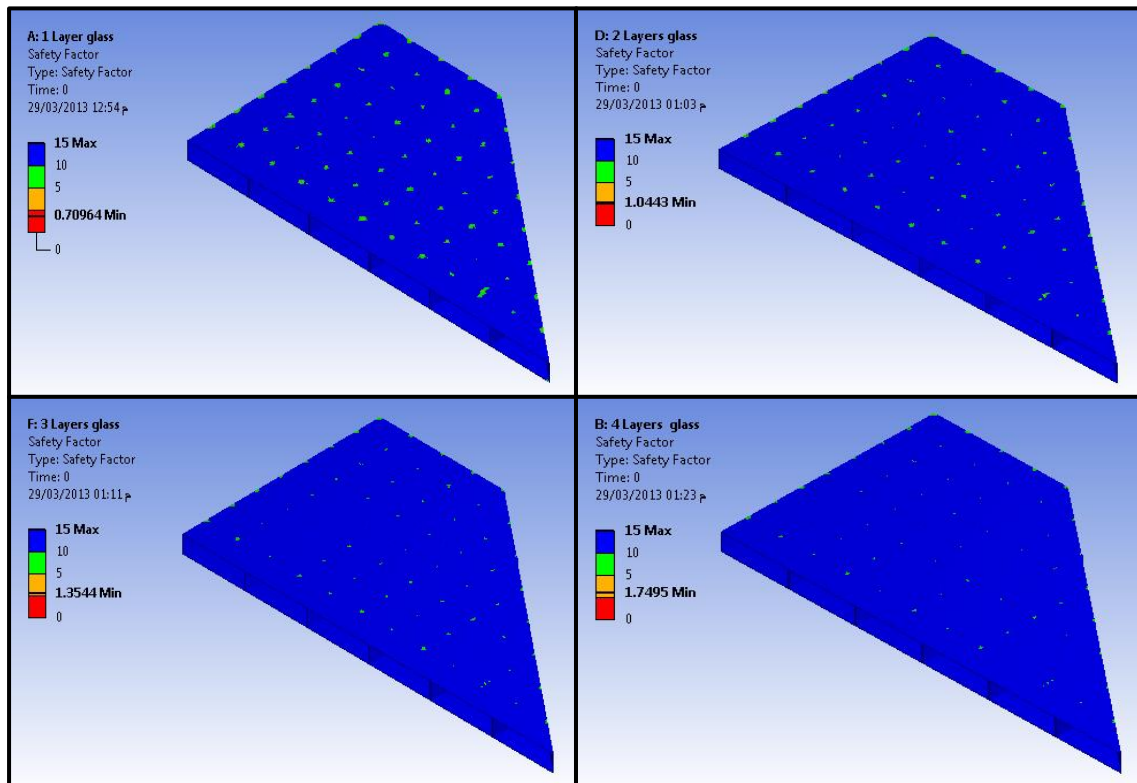 A: 1 Layer glass
Safety Factor
Type: Safety Factor
Time: 0
29/03/2013 12:54 م
15 Max
10
5
0.70964 Min
0
D: 2 Layers glass
Safety Factor
Type: Safety Factor
Time: 0
29/03/2013 01:03 م
15 Max
10
5
1.0443 Min
0
F: 3 Layers glass
Safety Factor
Type: Safety Factor
Time: 0
29/03/2013 01:11 م
15 Max
10
5
1.3544 Min
0
B: 4 Layers  glass
Safety Factor
Type: Safety Factor
Time: 0
29/03/2013 01:23 م
15 Max
10
5
1.7495 Min
0